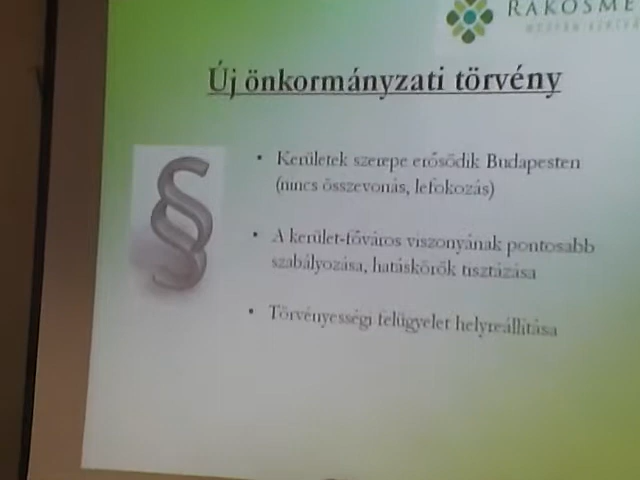 RÁKOSME
Új önkormányzati törvény
• Kerületek szerepe erősödik Budapesten
(nincs összevonás, lefokozás)
• A kerület-főváros viszonyának pontosabb
szabályozása, hatáskörök tisztázása
• Törvényességi felügyelet helyreállítása